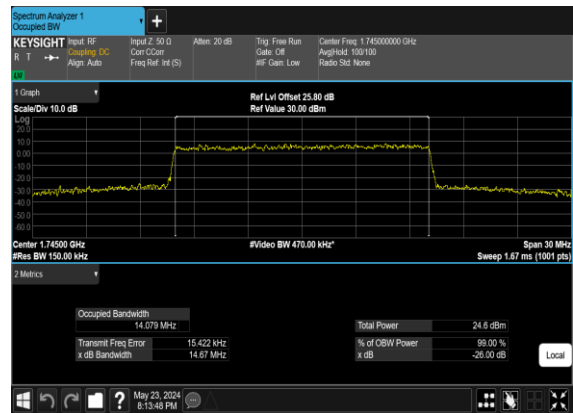 Spectrum Analyzer 1
Occupied BW
+
KEYSIGHT Input: RF Input Z: 50 Ω Atten: 20 dB Trig: Free Run Center Freq: 1.745000000 GHz
R T Coupling: DC Corr CCorr Gate: Off Avg|Hold: 100/100
Align: Auto Freq Ref: Int (S) #IF Gain: Low Radio Std: None
LW
1 Graph
Ref Lvl Offset 25.80 dB
Scale/Div 10.0 dB Ref Value 30.00 dBm
Log
20.0
10.0
0.00
-10.0
-20.0
-30.0
-40.0
-50.0
-60.0
Center 1.74500 GHz #Video BW 470.00 kHz* Span 30 MHz
#Res BW 150.00 kHz Sweep 1.67 ms (1001 pts)
2 Metrics
Occupied Bandwidth
14.079 MHz Total Power 24.6 dBm
Transmit Freq Error 15.422 kHz % of OBW Power 99.00 %
x dB Bandwidth 14.67 MHz x dB -26.00 dB
Local
? May 23, 2024
8:13:48 PM